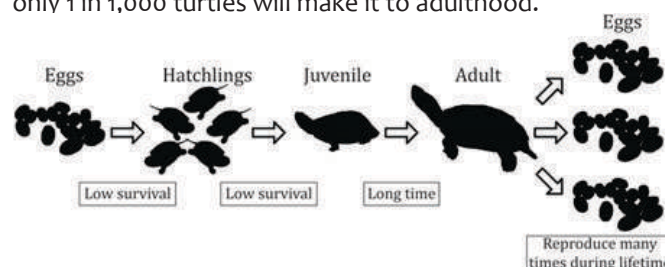 only 1 in 1,000 turtles will make it to adulthood.
Eggs
Eggs
Hatchlings
Juvenile
Adult
Low survival
Low survival
Long time
Reproduce many
times during lifetime